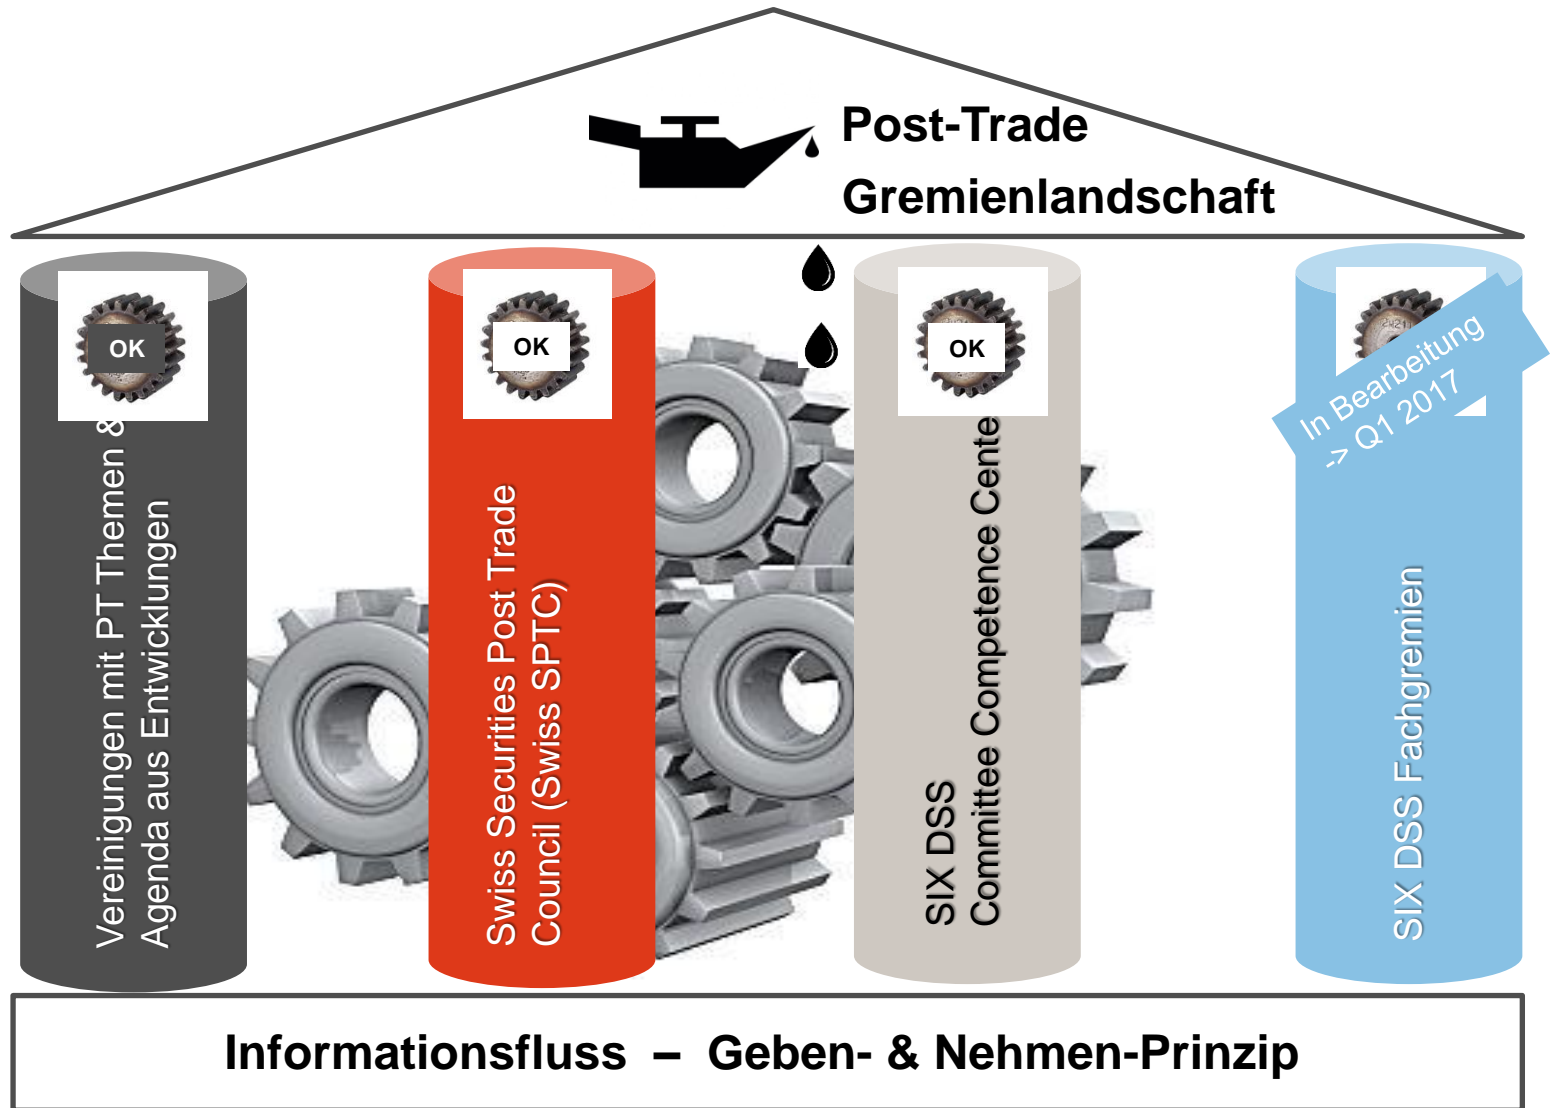 Post-Trade
Gremienlandschaft
OK
Vereinigungen mit PT Themen &
Agenda aus Entwicklungen
OK
Swiss Securities Post Trade
Council (Swiss SPTC)
OK
SIX DSS
Committee Competence Cente
In Bearbeitung
-> Q1 2017
SIX DSS Fachgremien
Informationsfluss – Geben- & Nehmen-Prinzip